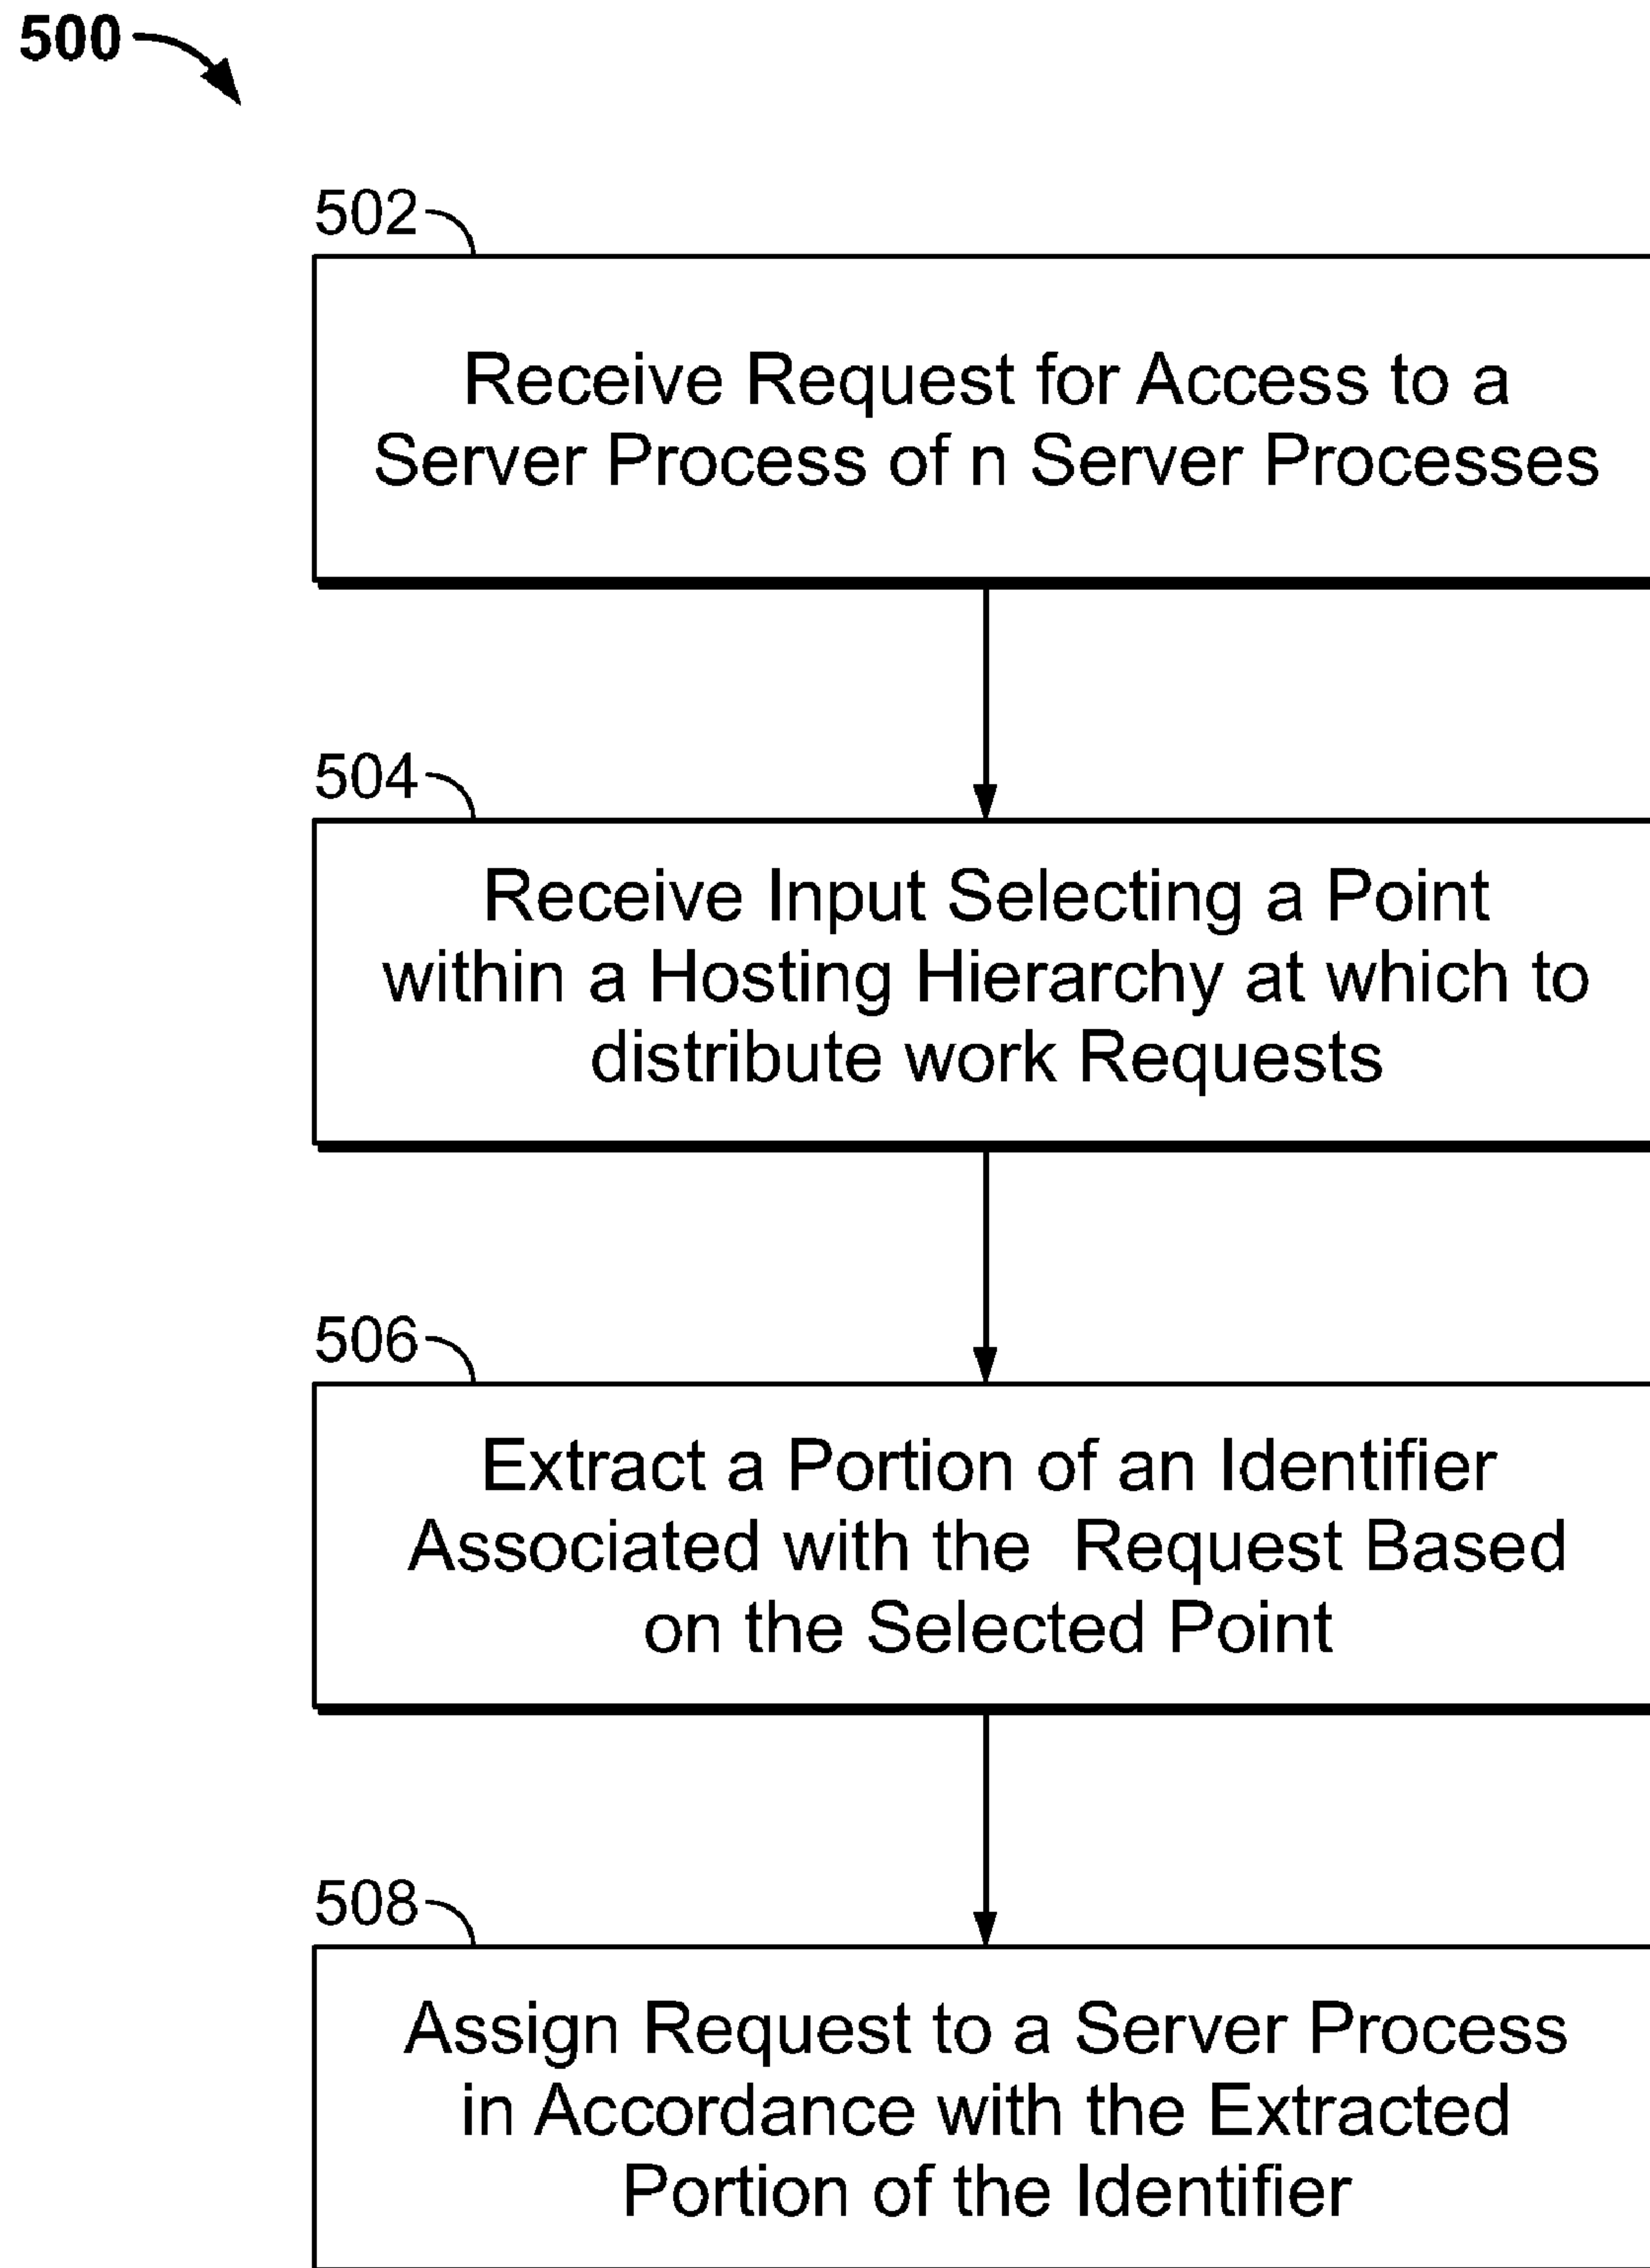 500
502
Receive Request for Access to a
Server Process of n Server Processes
504
Receive Input Selecting a Point
within a Hosting Hierarchy at which to
distribute work Requests
506
Extract a Portion of an Identifier
Associated with the Request Based
on the Selected Point
508
Assign Request to a Server Process
in Accordance with the Extracted
Portion of the Identifier